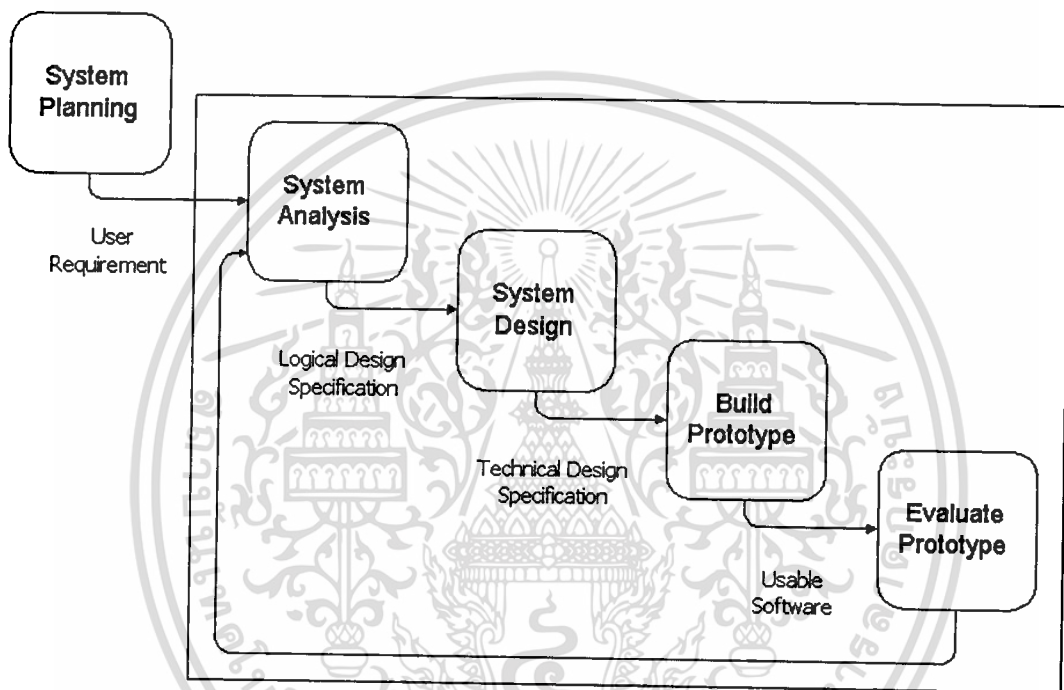 System
Planning
User
Requirement
System
Analysis
Logical Design
Specification
System
Design
Technical Design
Specification
Build
Prototype
Usable
Software
Evaluate
Prototype